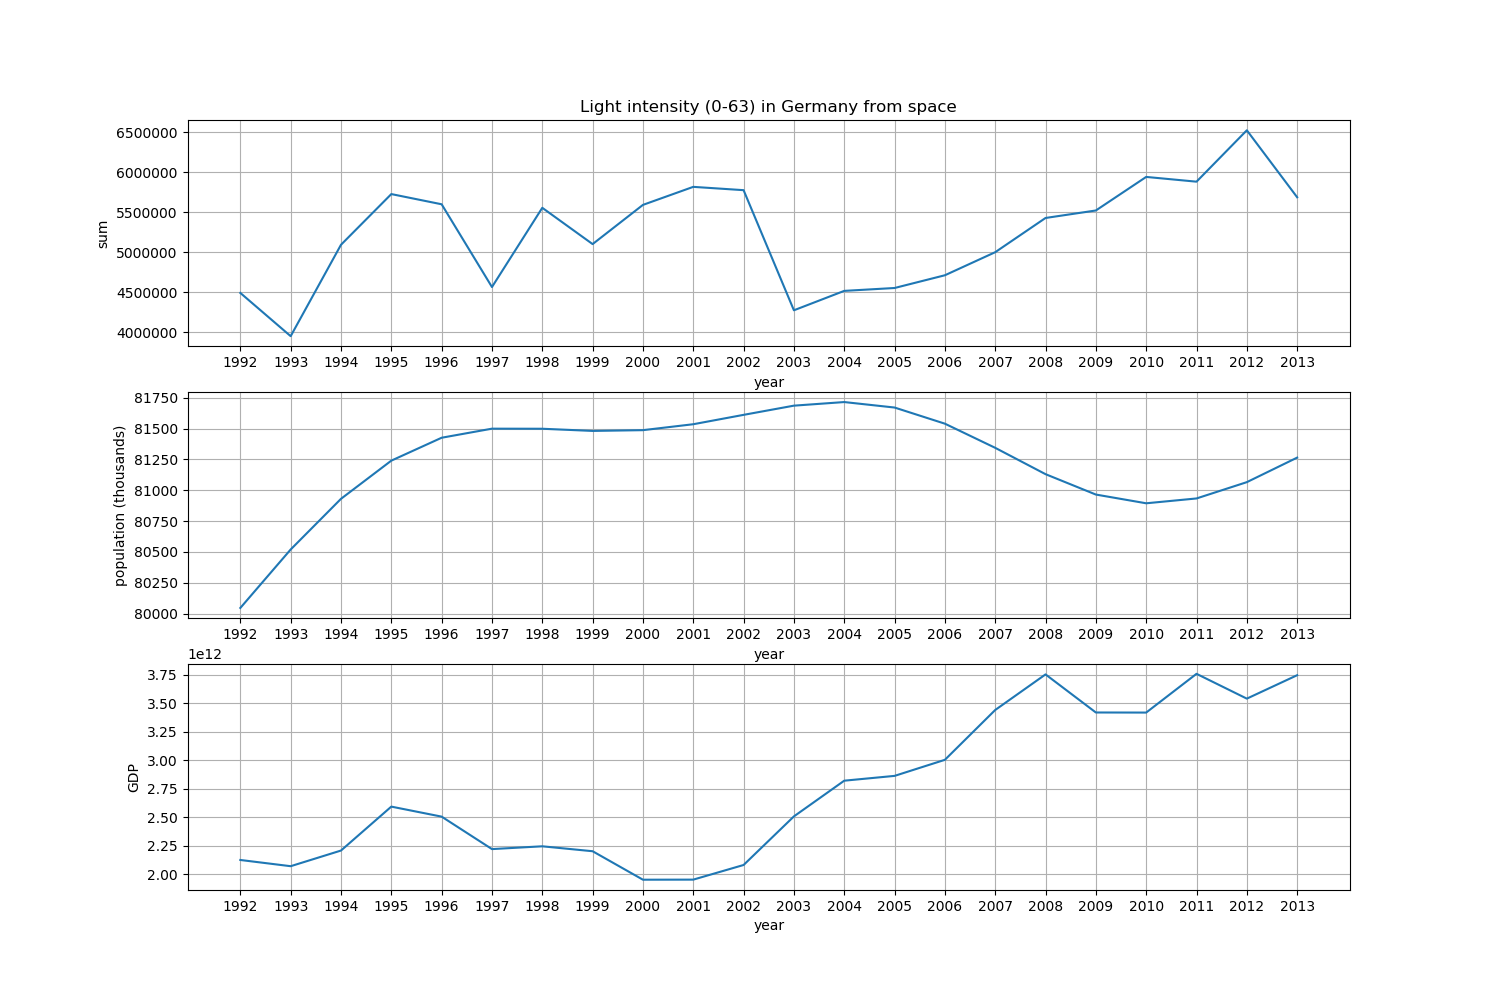 Light intensity (0-63) in Germany from space
6500000
6000000
5500000
5000000
4500000
4000000
sum
1992 1993 1994 1995 1996 1997 1998 1999 2000 2001 2002 2003 2004 2005 2006 2007 2008 2009 2010 2011 2012 2013
year
81750
81500
81250
81000
80750
80500
80250
80000
population (thousands)
1992 1993 1994 1995 1996 1997 1998 1999 2000 2001 2002 2003 2004 2005 2006 2007 2008 2009 2010 2011 2012 2013
year
1e12
3.75
3.50
3.25
3.00
2.75
2.50
2.25
2.00
GDP
1992 1993 1994 1995 1996 1997 1998 1999 2000 2001 2002 2003 2004 2005 2006 2007 2008 2009 2010 2011 2012 2013
year